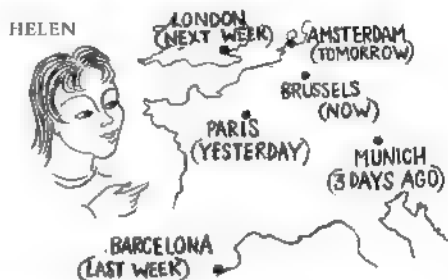 HELEN
LONDON
(NEXT WEEK)
AMSTERDAM
(TOMORROW)
BRUSSELS
(NOW)
PARIS
(YESTERDAY)
MUNICH
(3 DAYS AGO)
BARCELONA
(LAST WEEK)